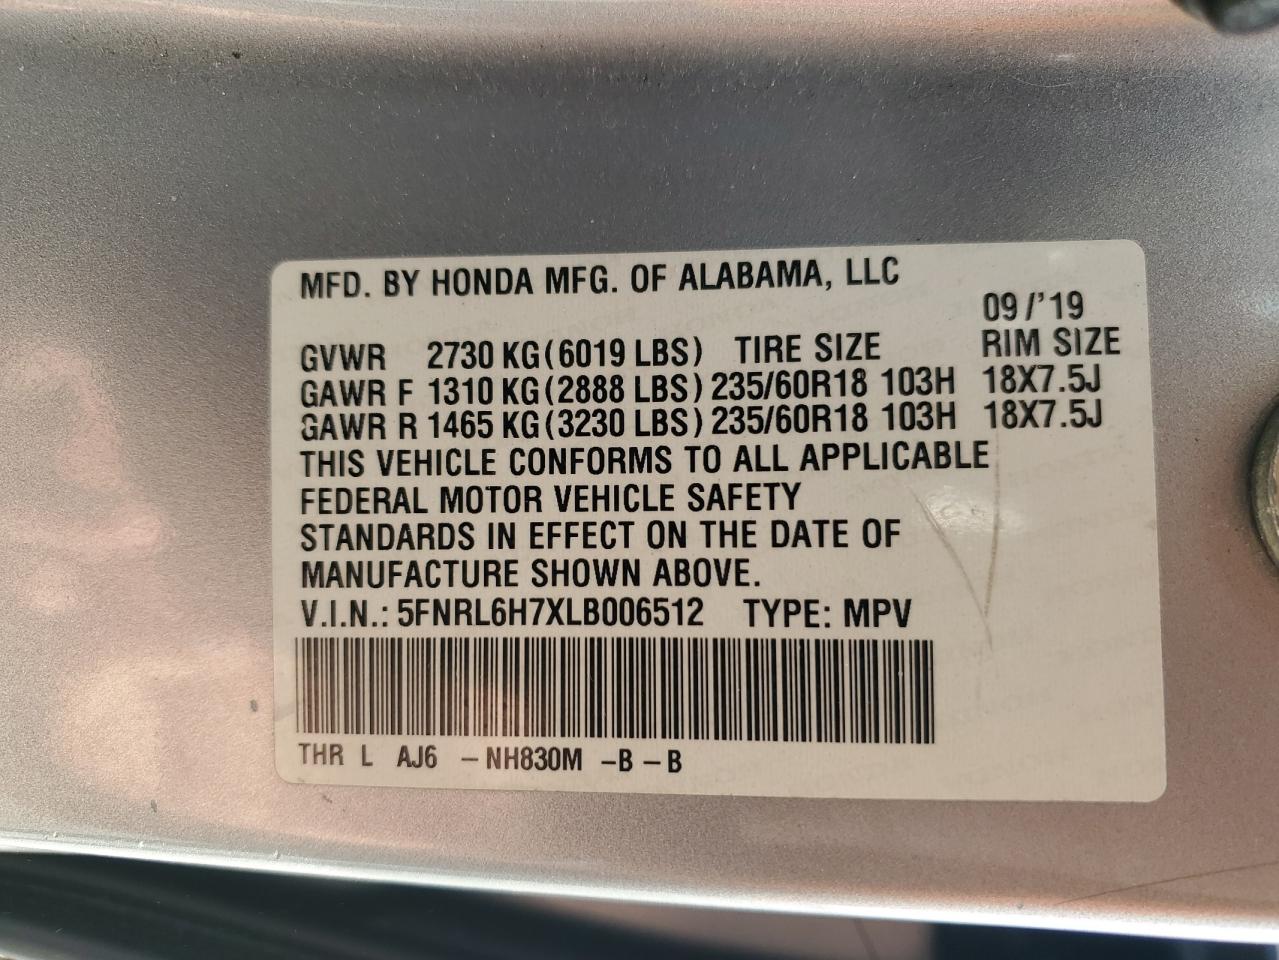 MFD. BY HONDA MFG. OF ALABAMA, LLC
09/'19
GVWR 2730 KG(6019 LBS) TIRE SIZE RIM SIZE
GAWR F 1310 KG(2888 LBS) 235/60R18 103H 18X7.5J
GAWR R 1465 KG(3230 LBS) 235/60R18 103H 18X7.5J
THIS VEHICLE CONFORMS TO ALL APPLICABLE
FEDERAL MOTOR VEHICLE SAFETY
STANDARDS IN EFFECT ON THE DATE OF
MANUFACTURE SHOWN ABOVE.
V.I.N.: 5FNRL6H7XLB006512 TYPE: MPV
THR L AJ6 -NH830M -B-B